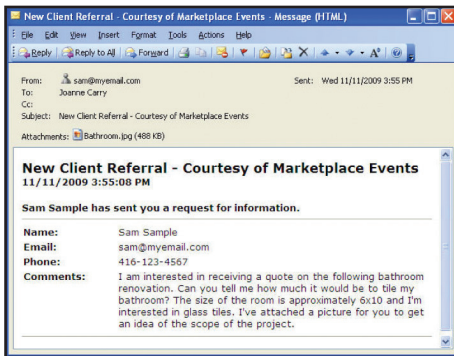 New Client Referral - Courtesy of Marketplace Events - Message (HTML)
File Edit View Insert Format Tools Actions Help
Reply Reply to All Forward
From: sam@myemail.com Sent: Wed 11/11/2009 3:55 PM
To: Joanne Carry
Cc:
Subject: New Client Referral - Courtesy of Marketplace Events
Attachments: Bathroom.jpg (488 KB)
New Client Referral - Courtesy of Marketplace Events
11/11/2009 3:55:08 PM
Sam Sample has sent you a request for information.
Name: Sam Sample
Email: sam@myemail.com
Phone: 416-123-4567
Comments: I am interested in receiving a quote on the following bathroom
renovation. Can you tell me how much it would be to tile my
bathroom? The size of the room is approximately 6x10 and I'm
interested in glass tiles. I've attached a picture for you to get
an idea of the scope of the project.